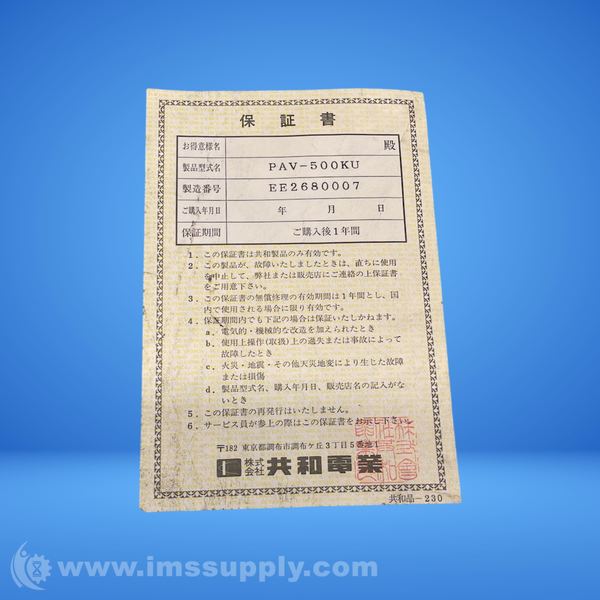 保証書
お得意様名 殿
製品型式名 PAV-500KU
製造番号 EE2680007
ご購入年月日 年 月 日
保証期間 ご購入後1年間
1．この保証書は共和製品のみ有効です。
2．この製品が、故障いたしましたときは、直ちに使用
を中止して、弊社または販売店にご連絡の上保証書
をご用意下さい。
3．この保証書の無償修理の有効期間は1年間とし、国
内で使用される場合に限り有効です。
4．保証期間内でも下記の場合は保証いたしかねます。
a．電気的・機械的な改造を加えられたとき
b．使用上操作(取扱)上の過失または事故によって
故障したとき
c．火災・地震・その他天災地変により生じた故障
または損傷
d．製品型式名、購入年月日、販売店名の記入がな
いとき
5．この保証書の再発行はいたしません。
6．サービス員が参上の際はこの保証書をお示し下さい。
〒182 東京都調布市調布ケ丘3丁目5番地1
株式会社 共和電業
共和品-230
www.imssupply.com